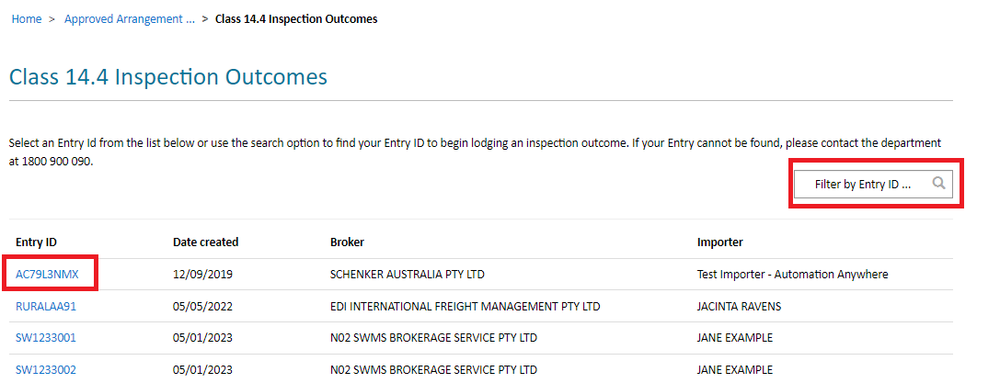 Home > Approved Arrangement ... > Class 14.4 Inspection Outcomes
Class 14.4 Inspection Outcomes
Select an Entry Id from the list below or use the search option to find your Entry ID to begin lodging an inspection outcome. If your Entry cannot be found, please contact the department
at 1800 900 090.
Filter by Entry ID ...
Entry ID Date created Broker Importer
AC79L3NMX 12/09/2019 SCHENKER AUSTRALIA PTY LTD Test Importer - Automation Anywhere
RURALAA91 05/05/2022 EDI INTERNATIONAL FREIGHT MANAGEMENT PTY LTD JACINTA RAVENS
SW1233001 05/01/2023 N02 SWMS BROKERAGE SERVICE PTY LTD JANE EXAMPLE
SW1233002 05/01/2023 N02 SWMS BROKERAGE SERVICE PTY LTD JANE EXAMPLE